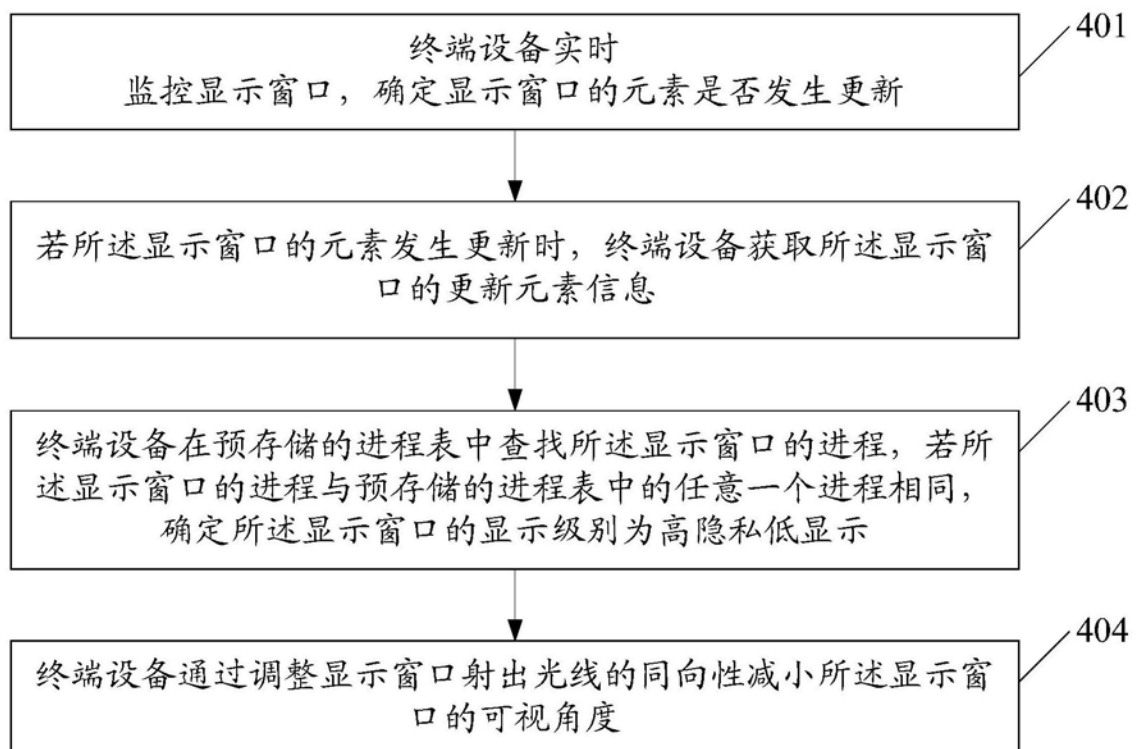 终端设备实时
监控显示窗口，确定显示窗口的元素是否发生更新
401
若所述显示窗口的元素发生更新时，终端设备获取所述显示窗
口的更新元素信息
402
终端设备在预存储的进程表中查找所述显示窗口的进程，若所
述显示窗口的进程与预存储的进程表中的任意一个进程相同，
确定所述显示窗口的显示级别为高隐私低显示
403
终端设备通过调整显示窗口射出光线的同向性减小所述显示窗
口的可视角度
404